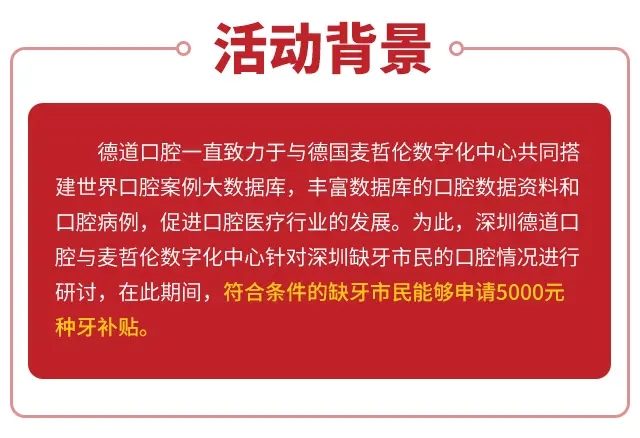 活动背景
德道口腔一直致力于与德国麦哲伦数字化中心共同搭
建世界口腔案例大数据库，丰富数据库的口腔数据资料和
口腔病例，促进口腔医疗行业的发展。为此，深圳德道口
腔与麦哲伦数字化中心针对深圳缺牙市民的口腔情况进行
研讨，在此期间，符合条件的缺牙市民能够申请5000元
种牙补贴。